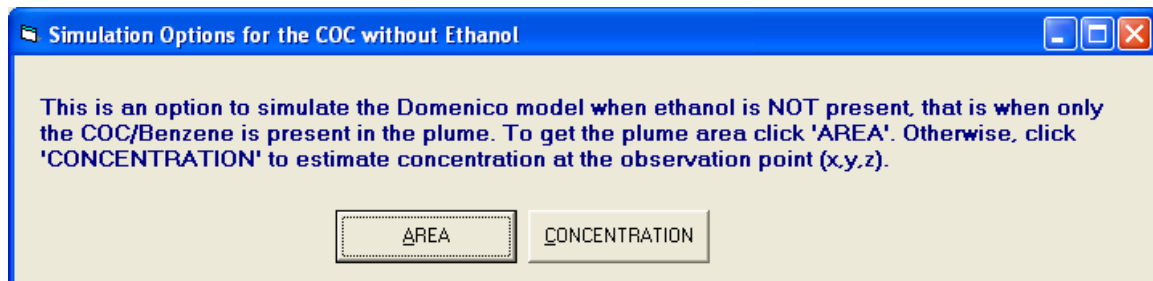 Simulation Options for the COC without Ethanol
This is an option to simulate the Domenico model when ethanol is NOT present, that is when only
the COC/Benzene is present in the plume. To get the plume area click 'AREA'. Otherwise, click
'CONCENTRATION' to estimate concentration at the observation point (x,y,z).
AREA CONCENTRATION